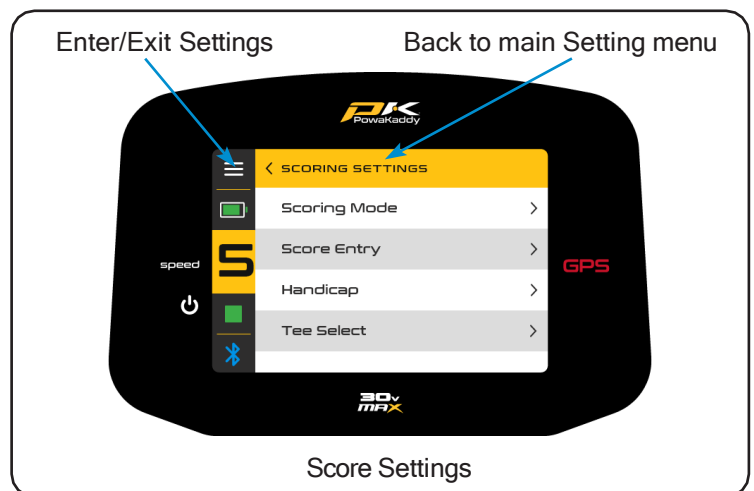 Enter/Exit Settings Back to main Setting menu
PK
PowaKaddy
SCORING SETTINGS
Scoring Mode
Score Entry
speed S GPS
Handicap
Tee Select
30v
MAX
Score Settings